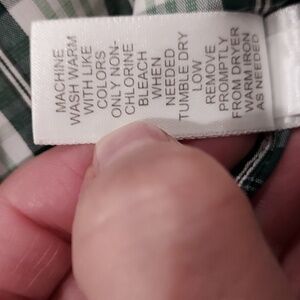 MACHINE
WASH WARM
WITH LIKE
COLORS
ONLY NON-
CHLORINE
BLEACH
WHEN
NEEDED
TUMBLE DRY
LOW
REMOVE
PROMPTLY
FROM DRYER
WARM IRON
AS NEEDED